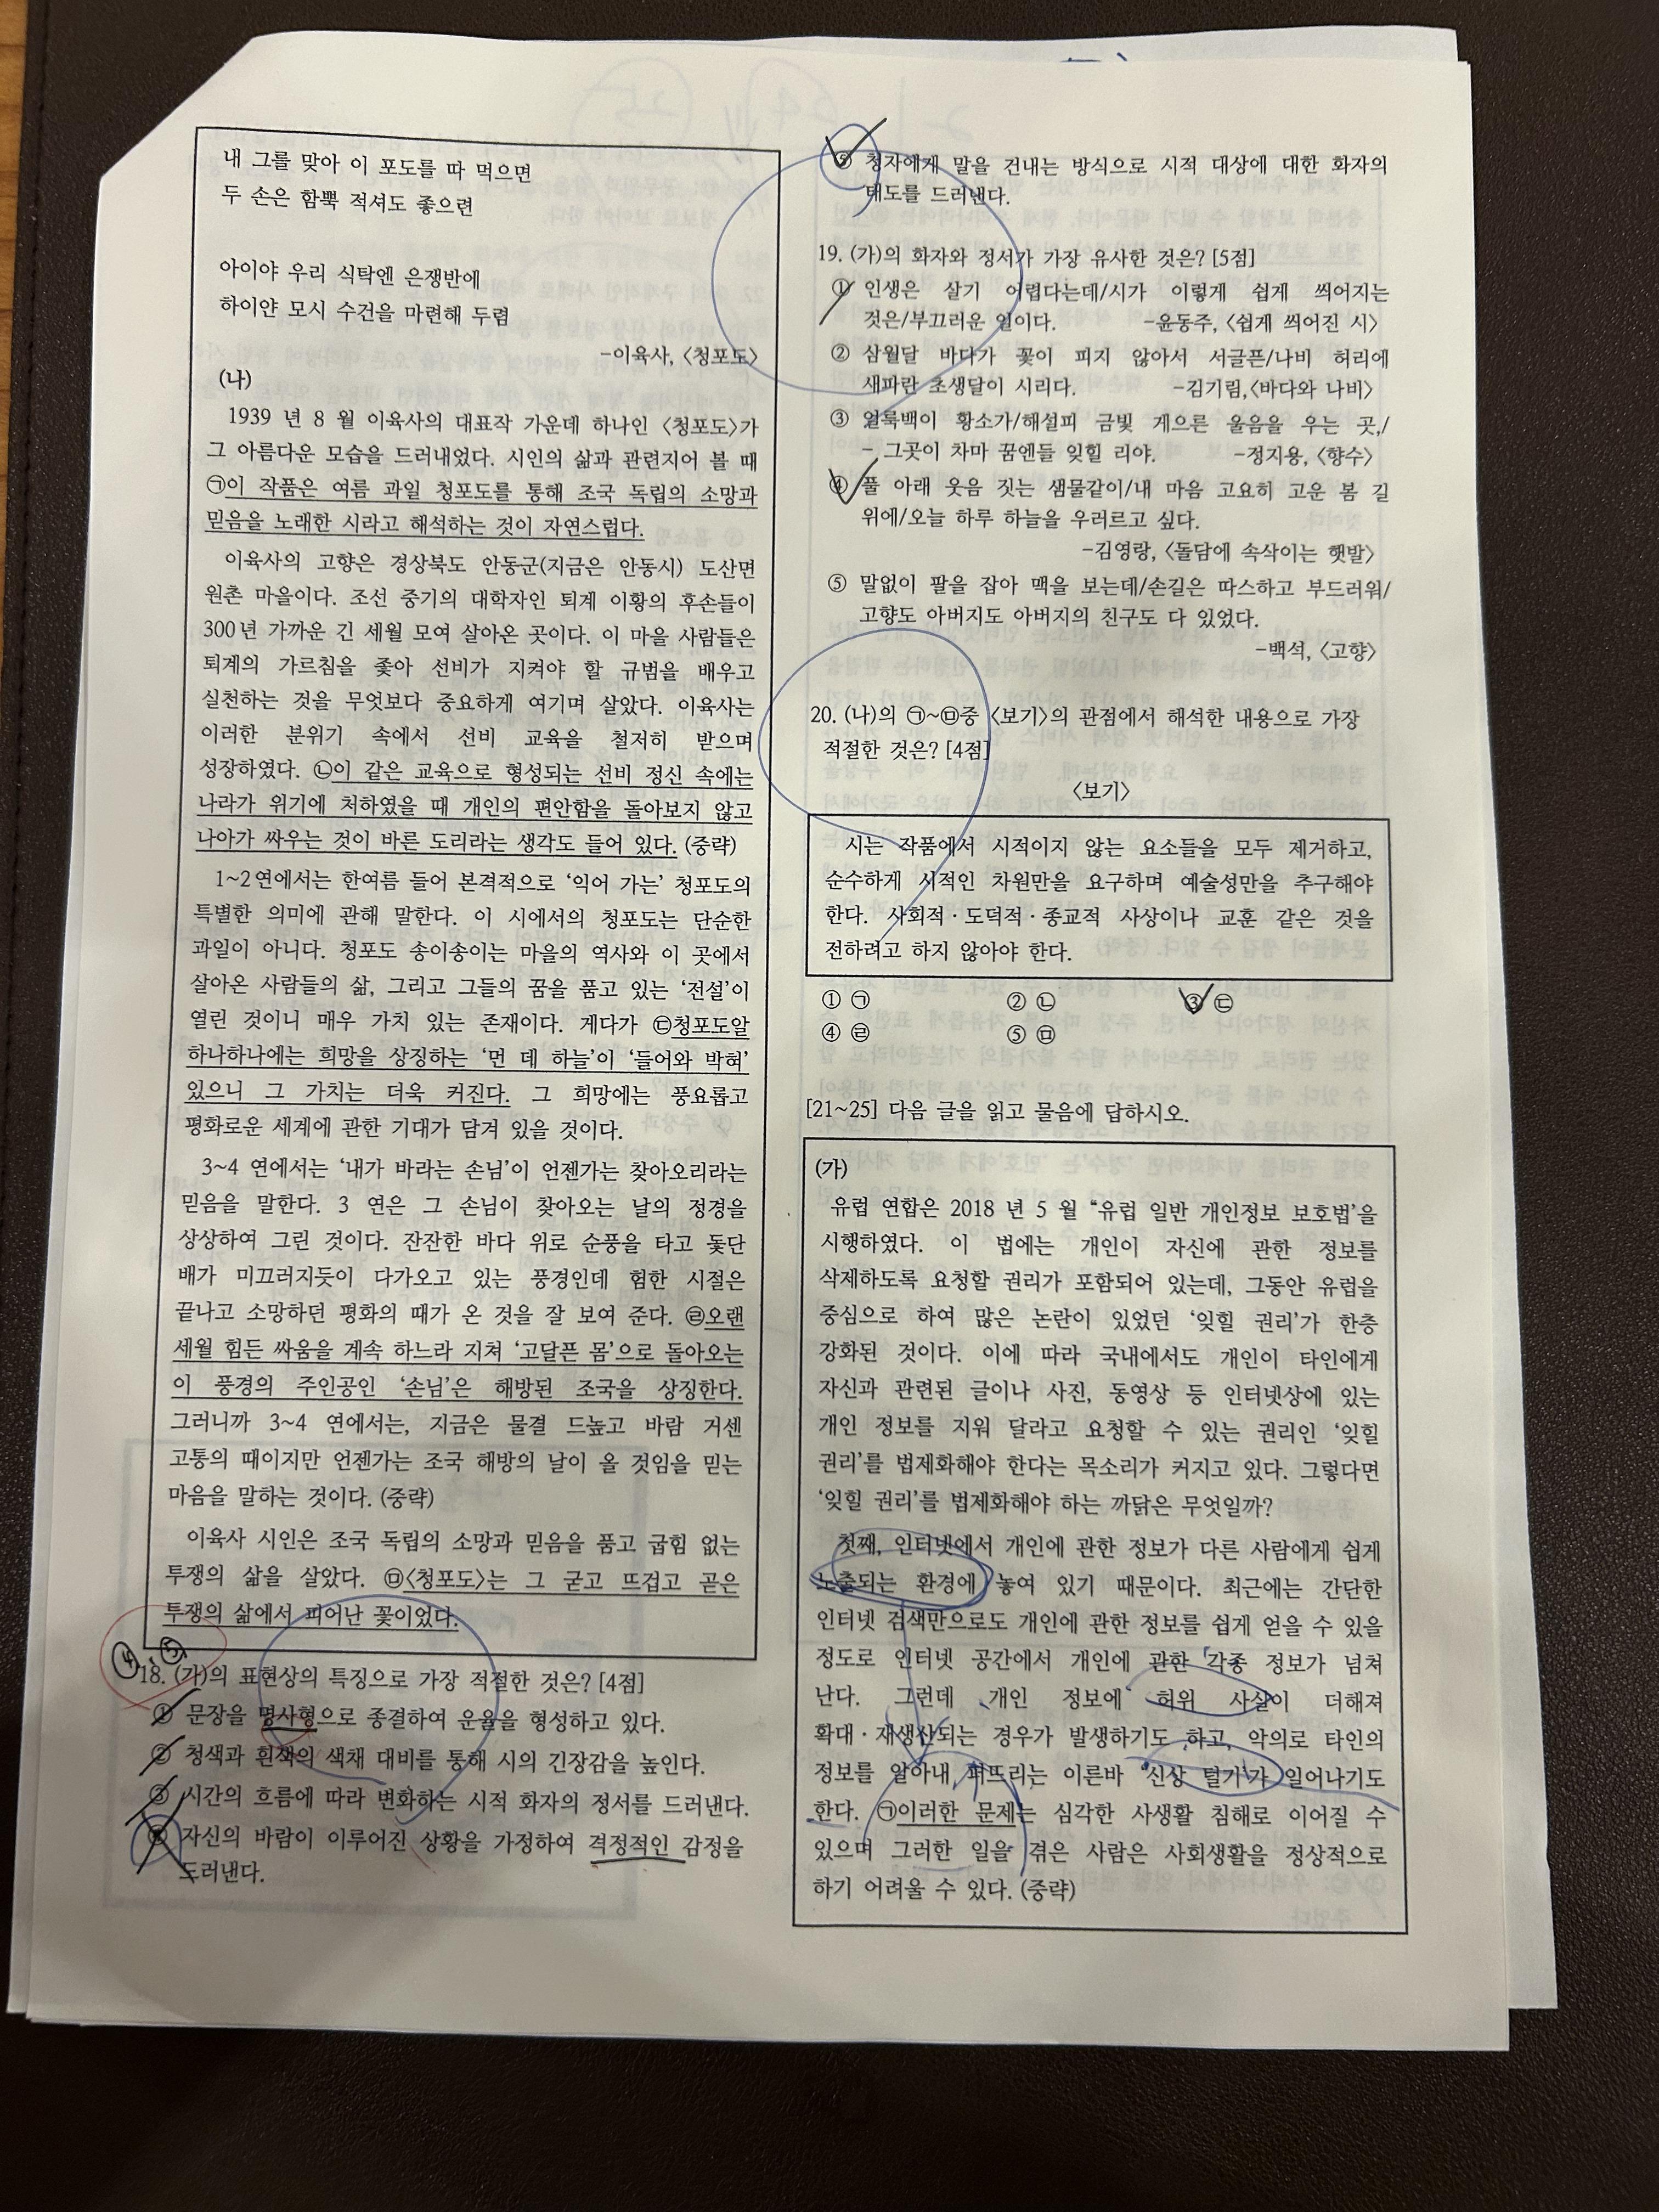 내 그를 맞아 이 포도를 따 먹으면
두 손은 함뿍 적셔도 좋으련
아이야 우리 식탁엔 은쟁반에
하이얀 모시 수건을 마련해 두렴
-이육사, 〈청포도〉
(나)
1939 년 8 월 이육사의 대표작 가운데 하나인 〈청포도〉가
그 아름다운 모습을 드러내었다. 시인의 삶과 관련지어 볼 때
㉠이 작품은 여름 과일 청포도를 통해 조국 독립의 소망과
믿음을 노래한 시라고 해석하는 것이 자연스럽다.
이육사의 고향은 경상북도 안동군(지금은 안동시) 도산면
원촌 마을이다. 조선 중기의 대학자인 퇴계 이황의 후손들이
300년 가까운 긴 세월 모여 살아온 곳이다. 이 마을 사람들은
퇴계의 가르침을 좇아 선비가 지켜야 할 규범을 배우고
실천하는 것을 무엇보다 중요하게 여기며 살았다. 이육사는
이러한 분위기 속에서 선비 교육을 철저히 받으며
성장하였다. ㉡이 같은 교육으로 형성되는 선비 정신 속에는
나라가 위기에 처하였을 때 개인의 편안함을 돌아보지 않고
나아가 싸우는 것이 바른 도리라는 생각도 들어 있다. (중략)
1~2연에서는 한여름 들어 본격적으로 ‘익어 가는’ 청포도의
특별한 의미에 관해 말한다. 이 시에서의 청포도는 단순한
과일이 아니다. 청포도 송이송이는 마을의 역사와 이 곳에서
살아온 사람들의 삶, 그리고 그들의 꿈을 품고 있는 ‘전설’이
열린 것이니 매우 가치 있는 존재이다. 게다가 ㉢청포도알
하나하나에는 희망을 상징하는 ‘먼 데 하늘’이 ‘들어와 박혀’
있으니 그 가치는 더욱 커진다. 그 희망에는 풍요롭고
평화로운 세계에 관한 기대가 담겨 있을 것이다.
3~4 연에서는 ‘내가 바라는 손님’이 언젠가는 찾아오리라는
믿음을 말한다. 3 연은 그 손님이 찾아오는 날의 정경을
상상하여 그린 것이다. 잔잔한 바다 위로 순풍을 타고 돛단
배가 미끄러지듯이 다가오고 있는 풍경인데 험한 시절은
끝나고 소망하던 평화의 때가 온 것을 잘 보여 준다. ㉣오랜
세월 힘든 싸움을 계속 하느라 지쳐 ‘고달픈 몸’으로 돌아오는
이 풍경의 주인공인 ‘손님’은 해방된 조국을 상징한다.
그러니까 3~4 연에서는, 지금은 물결 드높고 바람 거센
고통의 때이지만 언젠가는 조국 해방의 날이 올 것임을 믿는
마음을 말하는 것이다. (중략)
이육사 시인은 조국 독립의 소망과 믿음을 품고 굽힘 없는
투쟁의 삶을 살았다. ㉤〈청포도〉는 그 굳고 뜨겁고 곧은
투쟁의 삶에서 피어난 꽃이었다.
④, ⑤
18. (가)의 표현상의 특징으로 가장 적절한 것은? [4점]
① 문장을 명사형으로 종결하여 운율을 형성하고 있다.
② 청색과 흰색의 색채 대비를 통해 시의 긴장감을 높인다.
③ 시간의 흐름에 따라 변화하는 시적 화자의 정서를 드러낸다.
④ 자신의 바람이 이루어진 상황을 가정하여 격정적인 감정을
드러낸다.
⑤ 청자에게 말을 건내는 방식으로 시적 대상에 대한 화자의
태도를 드러낸다.
19. (가)의 화자와 정서가 가장 유사한 것은? [5점]
① 인생은 살기 어렵다는데/시가 이렇게 쉽게 씌어지는
것은/부끄러운 일이다. -윤동주, 〈쉽게 씌어진 시〉
② 삼월달 바다가 꽃이 피지 않아서 서글픈/나비 허리에
새파란 초생달이 시리다. -김기림,〈바다와 나비〉
③ 얼룩백이 황소가/해설피 금빛 게으른 울음을 우는 곳,/
- 그곳이 차마 꿈엔들 잊힐 리야. -정지용, 〈향수〉
④ 풀 아래 웃음 짓는 샘물같이/내 마음 고요히 고운 봄 길
위에/오늘 하루 하늘을 우러르고 싶다.
-김영랑, 〈돌담에 속삭이는 햇발〉
⑤ 말없이 팔을 잡아 맥을 보는데/손길은 따스하고 부드러워/
고향도 아버지도 아버지의 친구도 다 있었다.
-백석, 〈고향〉
20. (나)의 ㉠~㉤중 〈보기〉의 관점에서 해석한 내용으로 가장
적절한 것은? [4점]
〈보기〉
시는 작품에서 시적이지 않는 요소들을 모두 제거하고,
순수하게 시적인 차원만을 요구하며 예술성만을 추구해야
한다. 사회적·도덕적·종교적 사상이나 교훈 같은 것을
전하려고 하지 않아야 한다.
① ㉠ ② ㉡ ③ ㉢
④ ㉣ ⑤ ㉤
[21~25] 다음 글을 읽고 물음에 답하시오.
(가)
유럽 연합은 2018 년 5 월 “유럽 일반 개인정보 보호법’을
시행하였다. 이 법에는 개인이 자신에 관한 정보를
삭제하도록 요청할 권리가 포함되어 있는데, 그동안 유럽을
중심으로 하여 많은 논란이 있었던 ‘잊힐 권리’가 한층
강화된 것이다. 이에 따라 국내에서도 개인이 타인에게
자신과 관련된 글이나 사진, 동영상 등 인터넷상에 있는
개인 정보를 지워 달라고 요청할 수 있는 권리인 ‘잊힐
권리’를 법제화해야 한다는 목소리가 커지고 있다. 그렇다면
‘잊힐 권리’를 법제화해야 하는 까닭은 무엇일까?
첫째, 인터넷에서 개인에 관한 정보가 다른 사람에게 쉽게
노출되는 환경에 놓여 있기 때문이다. 최근에는 간단한
인터넷 검색만으로도 개인에 관한 정보를 쉽게 얻을 수 있을
정도로 인터넷 공간에서 개인에 관한 각종 정보가 넘쳐
난다. 그런데 개인 정보에 허위 사실이 더해져
확대·재생산되는 경우가 발생하기도 하고, 악의로 타인의
정보를 알아내 퍼뜨리는 이른바 ‘신상 털기’가 일어나기도
한다. ㉠이러한 문제는 심각한 사생활 침해로 이어질 수
있으며 그러한 일을 겪은 사람은 사회생활을 정상적으로
하기 어려울 수 있다. (중략)